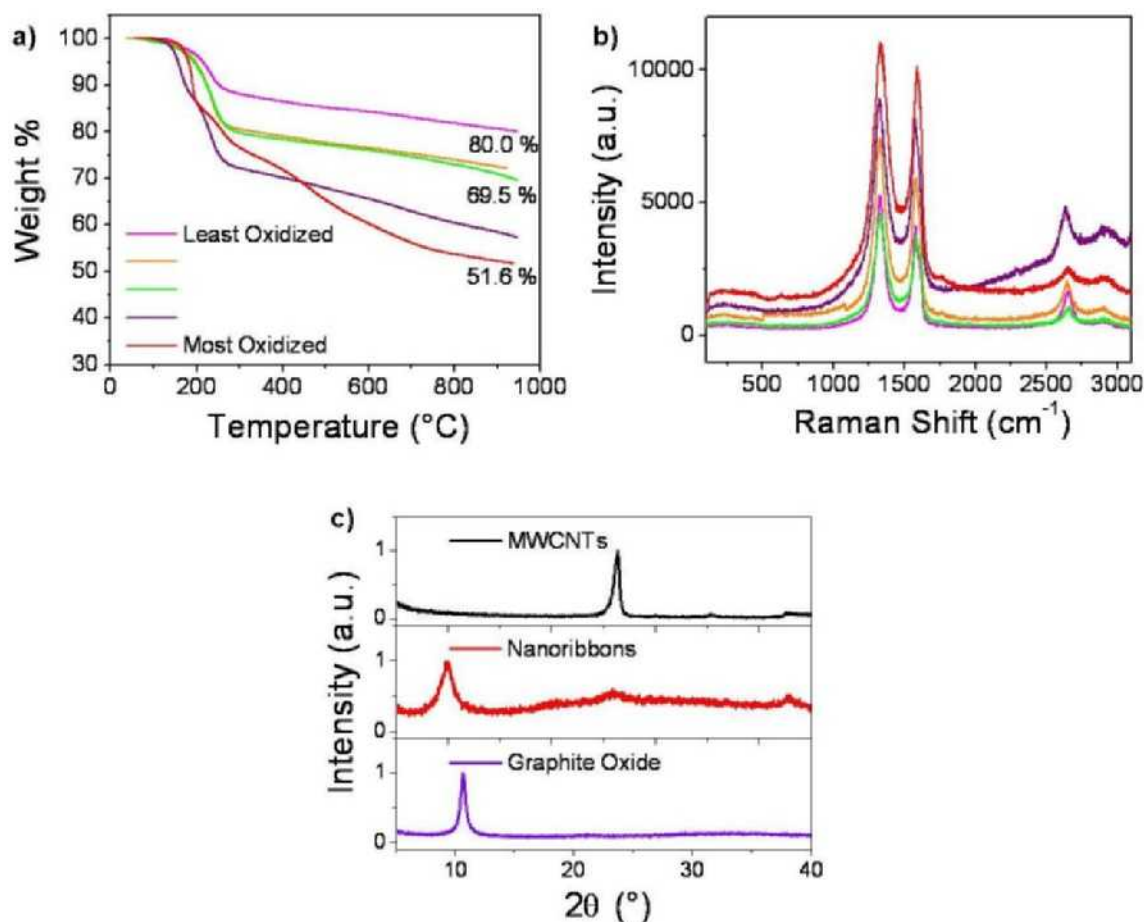 a)
100
90
80
70
60
50
40
30
Weight %
80.0 %
69.5 %
51.6 %
Least Oxidized
Most Oxidized
0 200 400 600 800 1000
Temperature (°C)
b)
10000
5000
0
Intensity (a.u.)
500 1000 1500 2000 2500 3000
Raman Shift (cm⁻¹)
c)
MWCNTs
1
0
Nanoribbons
1
0
Graphite Oxide
1
0
Intensity (a.u.)
10 20 30 40
2θ (°)